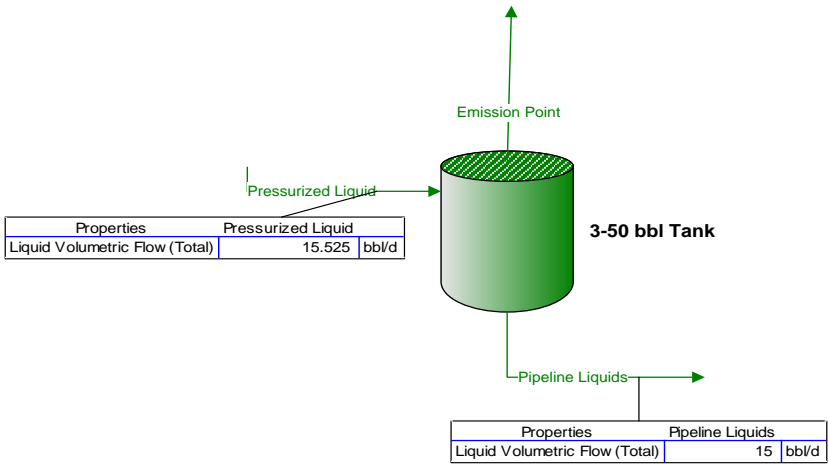 Emission Point
Pressurized Liquid
Properties Pressurized Liquid
Liquid Volumetric Flow (Total) 15.525 bbl/d
3-50 bbl Tank
Pipeline Liquids
Properties Pipeline Liquids
Liquid Volumetric Flow (Total) 15 bbl/d